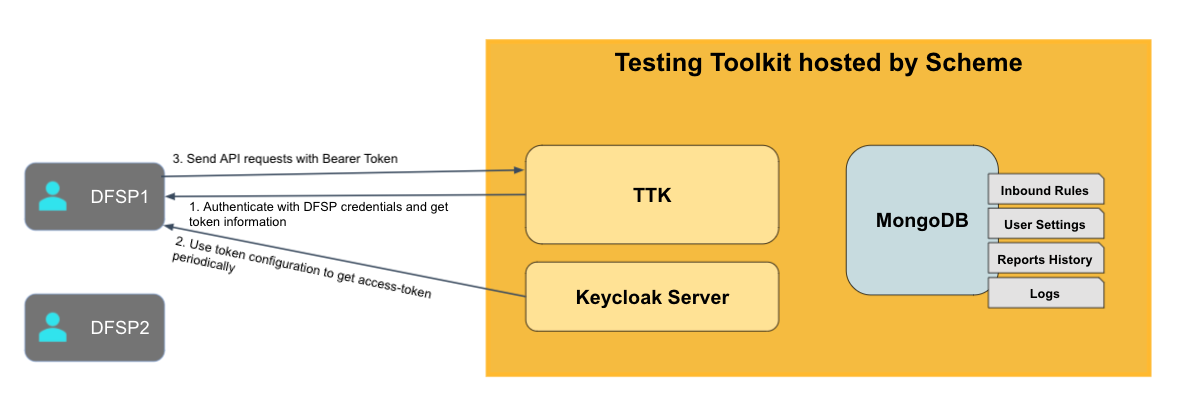 Testing Toolkit hosted by Scheme
3. Send API requests with Bearer Token
DFSP1
1. Authenticate with DFSP credentials and get
token information
2. Use token configuration to get access-token
periodically
DFSP2
TTK
Keycloak Server
MongoDB
Inbound Rules
User Settings
Reports History
Logs